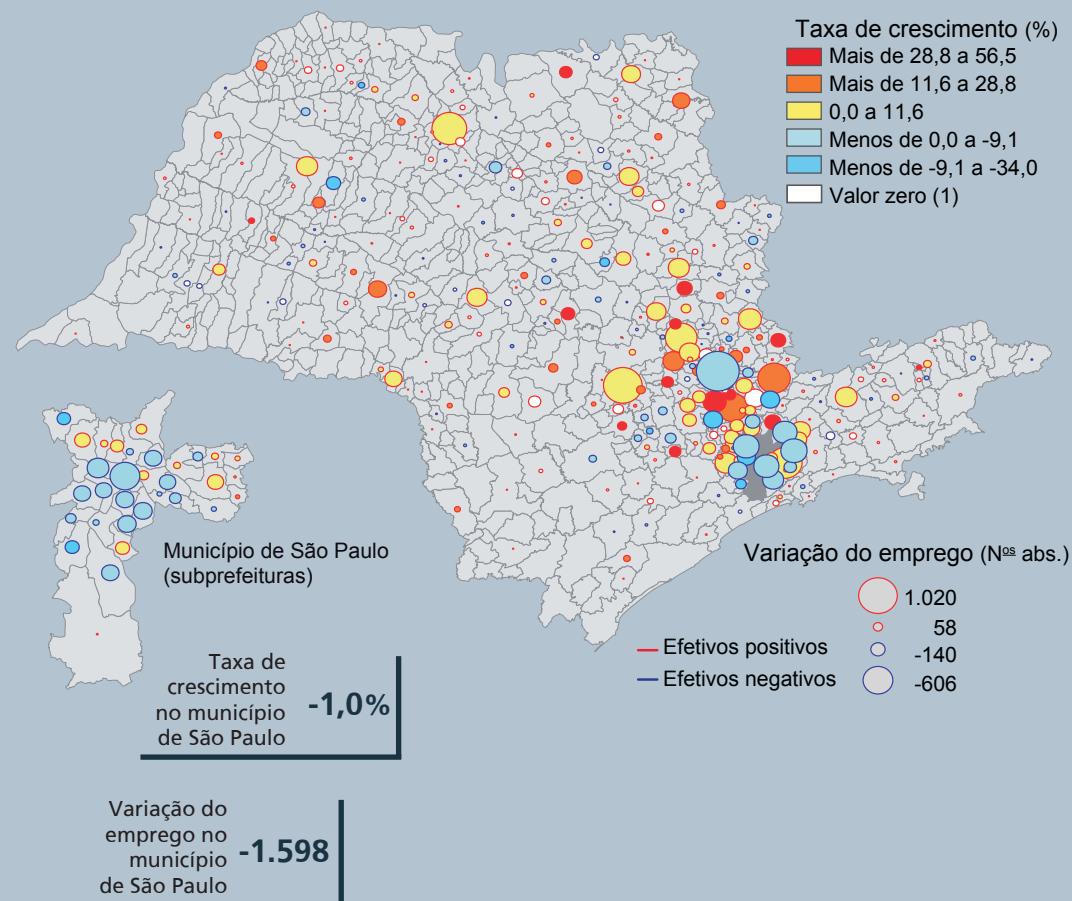 Taxa de crescimento (%)
Mais de 28,8 a 56,5
Mais de 11,6 a 28,8
0,0 a 11,6
Menos de 0,0 a -9,1
Menos de -9,1 a -34,0
Valor zero (1)
Município de São Paulo
(subprefeituras)
Variação do emprego (Nos abs.)
1.020
58
-140
-606
Efetivos positivos
Efetivos negativos
Taxa de
crescimento
no município
de São Paulo
-1,0%
Variação do
emprego no
município
de São Paulo
-1.598